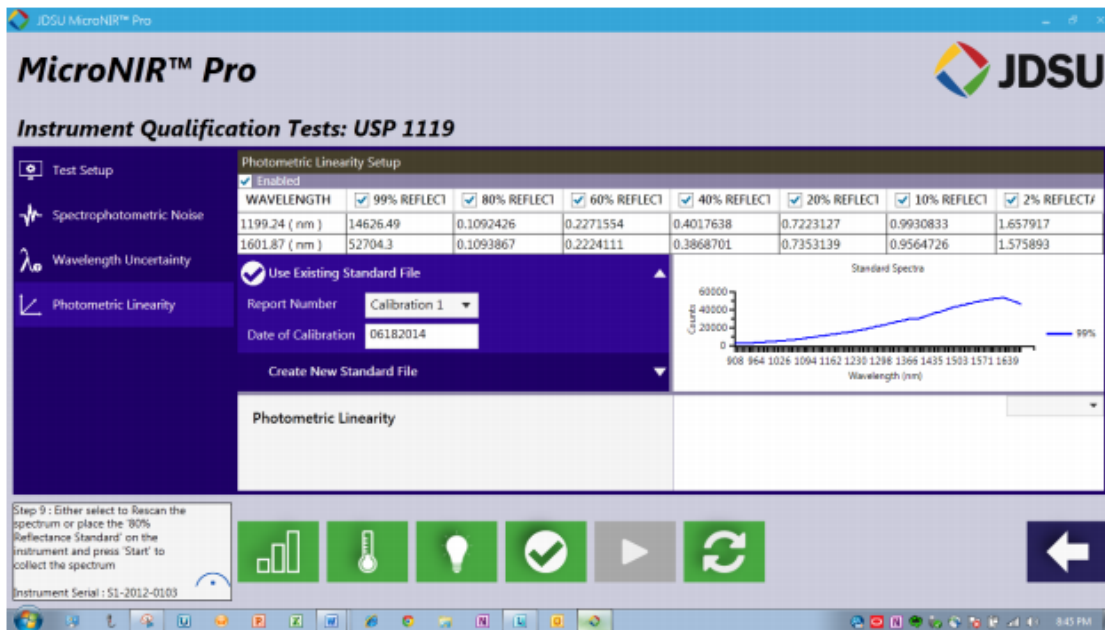 JDSU MicroNIR™ Pro
MicroNIR™ Pro
JDSU
Instrument Qualification Tests: USP 1119
Test Setup
Spectrophotometric Noise
Wavelength Uncertainty
Photometric Linearity
Photometric Linearity Setup
Enabled
WAVELENGTH 99% REFLECT 80% REFLECT 60% REFLECT 40% REFLECT 20% REFLECT 10% REFLECT 2% REFLECTA
1199.24 ( nm ) 14626.49 0.1092426 0.2271554 0.4017638 0.7223127 0.9930833 1.657917
1601.87 ( nm ) 52704.3 0.1093867 0.2224111 0.3868701 0.7353139 0.9564726 1.575893
Use Existing Standard File
Report Number Calibration 1
Date of Calibration 06182014
Create New Standard File
Standard Spectra
Counts
60000
40000
20000
0
99%
908 964 1026 1094 1162 1230 1298 1366 1435 1503 1571 1639
Wavelength (nm)
Photometric Linearity
Step 9 : Either select to Rescan the
spectrum or place the '80%
Reflectance Standard' on the
instrument and press 'Start' to
collect the spectrum
Instrument Serial : S1-2012-0103
8:45 PM